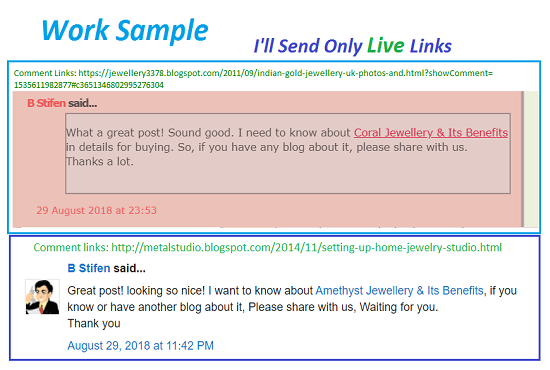 Work Sample
I'll Send Only Live Links
Comment Links: https://jewellery3378.blogspot.com/2011/09/indian-gold-jewellery-uk-photos-and.html?showComment=
1535611982877#c3651346802995276304
B Stifen said...
What a great post! Sound good. I need to know about Coral Jewellery & Its Benefits
in details for buying. So, if you have any blog about it, please share with us.
Thanks a lot.
29 August 2018 at 23:53
Comment links: http://metalstudio.blogspot.com/2014/11/setting-up-home-jewelry-studio.html
B Stifen said...
Great post! looking so nice! I want to know about Amethyst Jewellery & Its Benefits, if you
know or have another blog about it, Please share with us, Waiting for you.
Thank you
August 29, 2018 at 11:42 PM